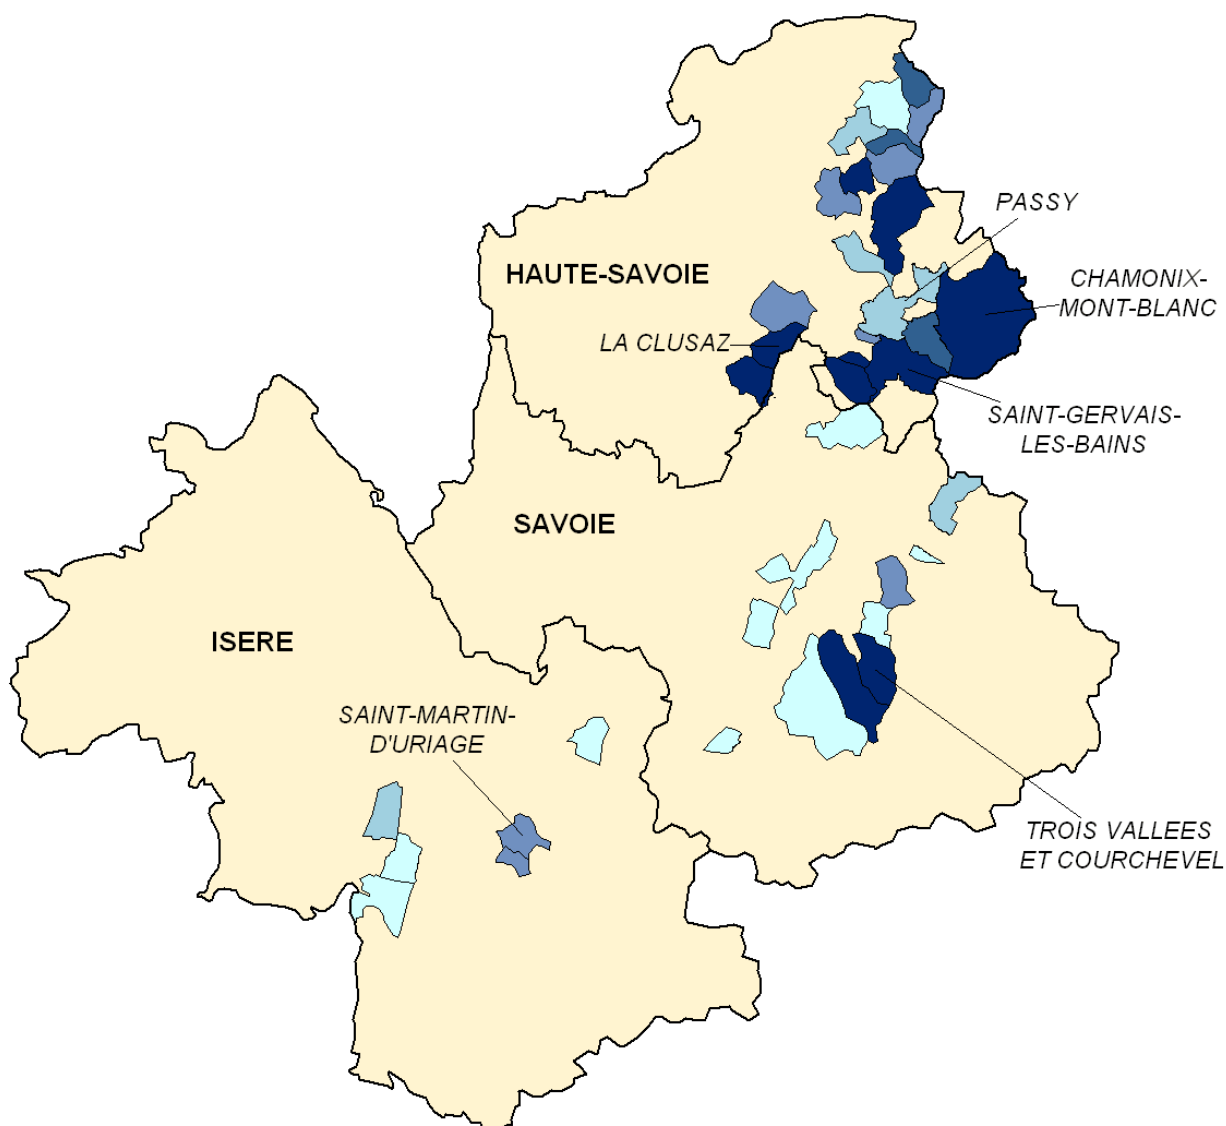 PASSY
HAUTE-SAVOIE
CHAMONIX-
MONT-BLANC
LA CLUSAZ
SAINT-GERVAIS-
LES-BAINS
SAVOIE
ISERE
SAINT-MARTIN-
D'URIAGE
TROIS VALLEES
ET COURCHEVEL